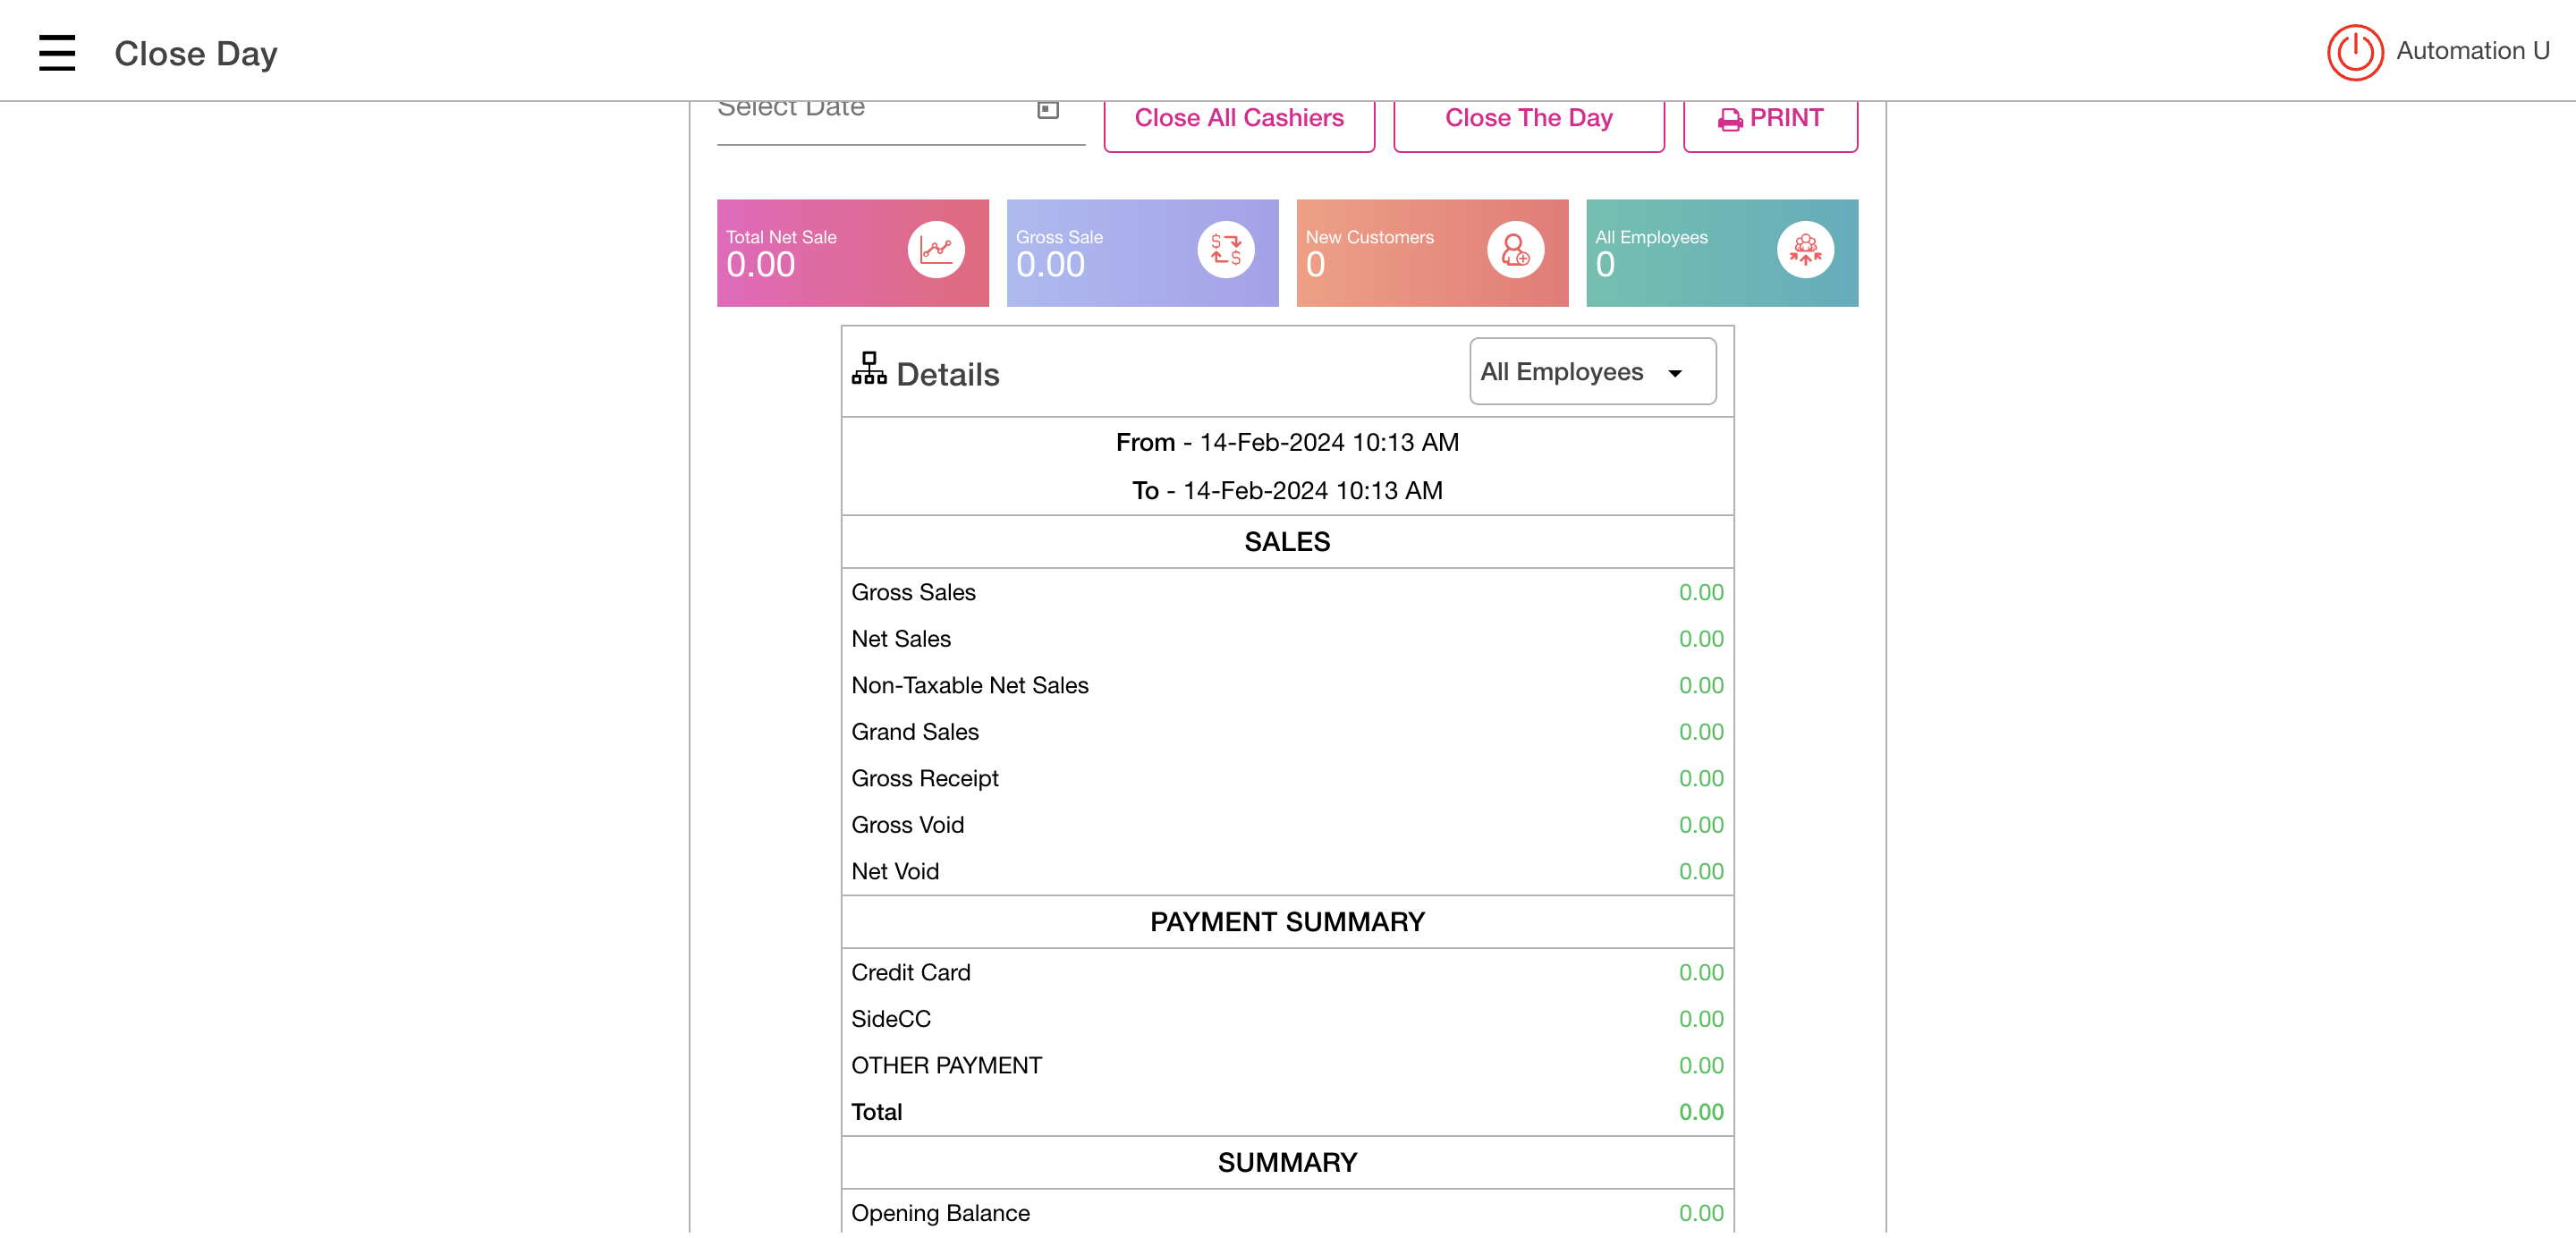 Close Day
Automation U
Select Date
Close All Cashiers
Close The Day
PRINT
Total Net Sale
0.00
Gross Sale
0.00
New Customers
0
All Employees
0
Details
All Employees
From - 14-Feb-2024 10:13 AM
To - 14-Feb-2024 10:13 AM
SALES
Gross Sales 0.00
Net Sales 0.00
Non-Taxable Net Sales 0.00
Grand Sales 0.00
Gross Receipt 0.00
Gross Void 0.00
Net Void 0.00
PAYMENT SUMMARY
Credit Card 0.00
SideCC 0.00
OTHER PAYMENT 0.00
Total 0.00
SUMMARY
Opening Balance 0.00